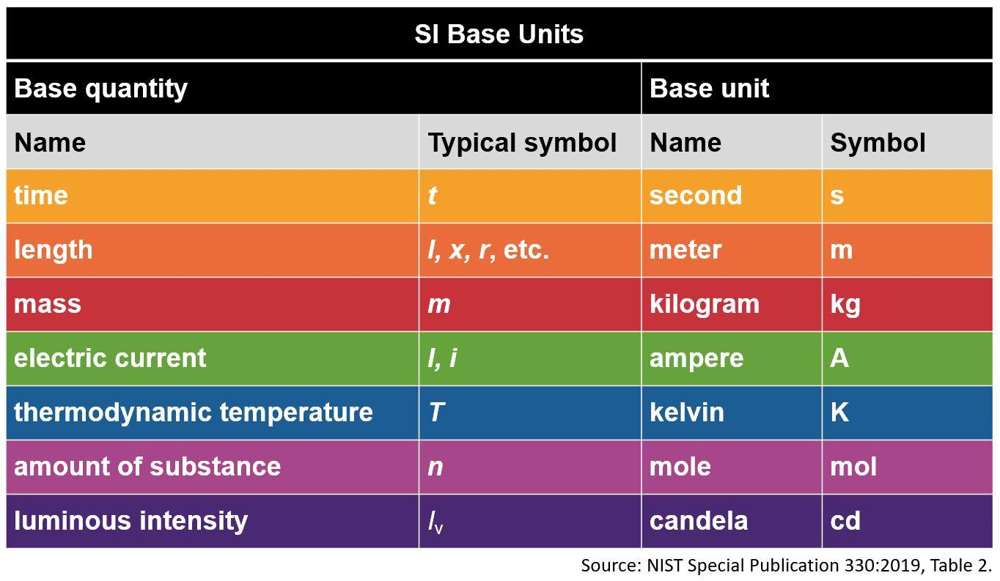 SI Base Units
Base quantity Base unit
Name Typical symbol Name Symbol
time t second s
length l, x, r, etc. meter m
mass m kilogram kg
electric current I, i ampere A
thermodynamic temperature T kelvin K
amount of substance n mole mol
luminous intensity Iv candela cd
Source: NIST Special Publication 330:2019, Table 2.